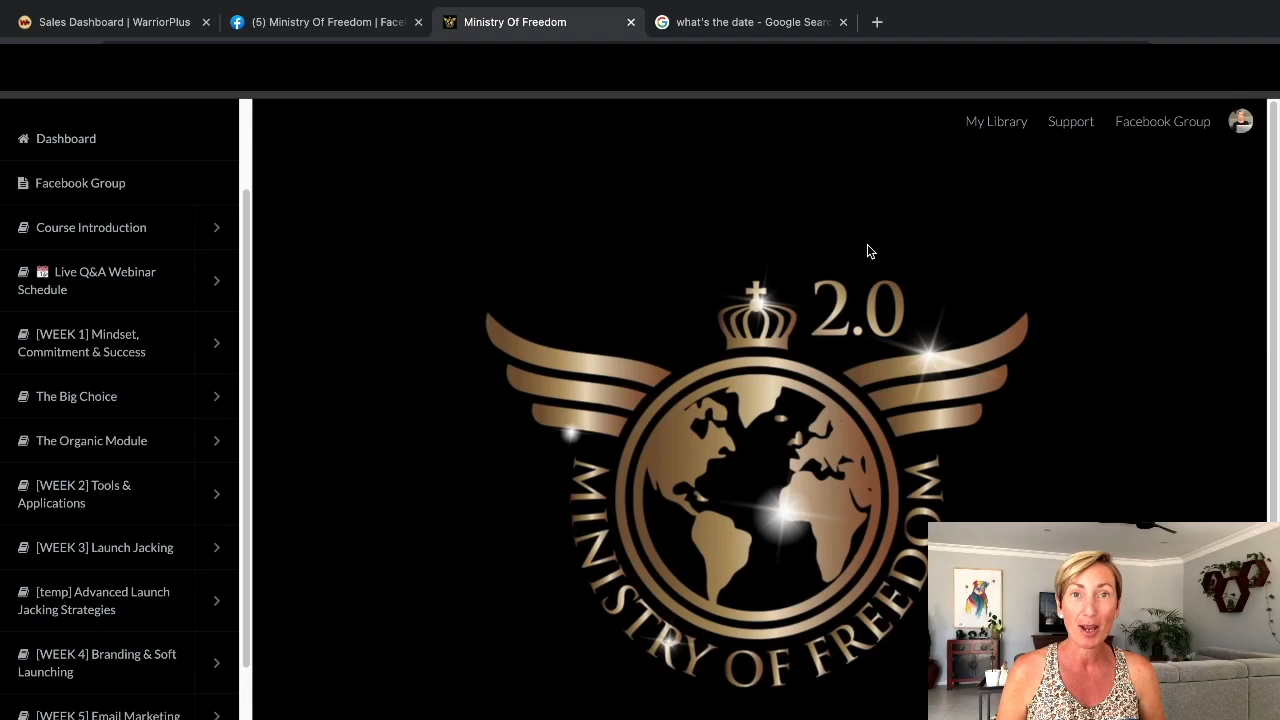 Sales Dashboard | WarriorPlus
(5) Ministry Of Freedom | Facel
Ministry Of Freedom
what's the date - Google Searc
My Library
Support
Facebook Group
Dashboard
Facebook Group
Course Introduction
Live Q&A Webinar
Schedule
[WEEK 1] Mindset,
Commitment & Success
The Big Choice
The Organic Module
[WEEK 2] Tools &
Applications
[WEEK 3] Launch Jacking
[temp] Advanced Launch
Jacking Strategies
[WEEK 4] Branding & Soft
Launching
[WEEK 5] Email Marketing
2.0
MINISTRY OF FREEDOM